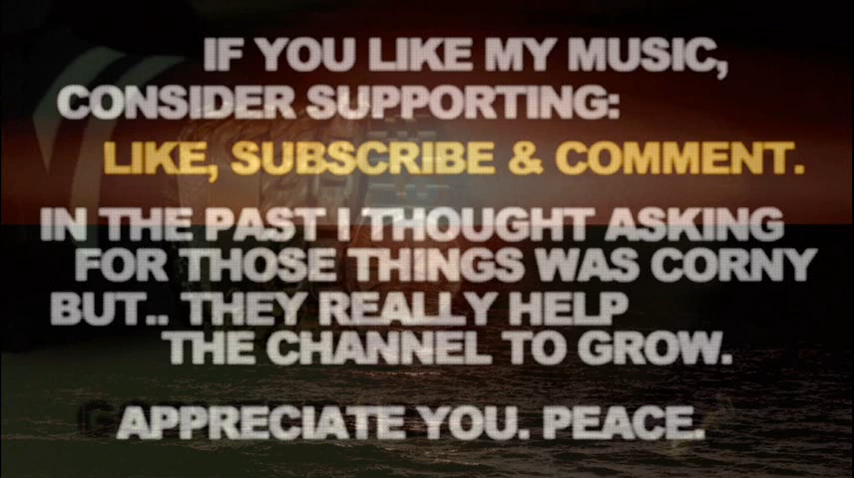 IF YOU LIKE MY MUSIC,
CONSIDER SUPPORTING:
LIKE, SUBSCRIBE & COMMENT.
IN THE PAST I THOUGHT ASKING
FOR THOSE THINGS WAS CORNY
BUT.. THEY REALLY HELP
THE CHANNEL TO GROW.
APPRECIATE YOU. PEACE.